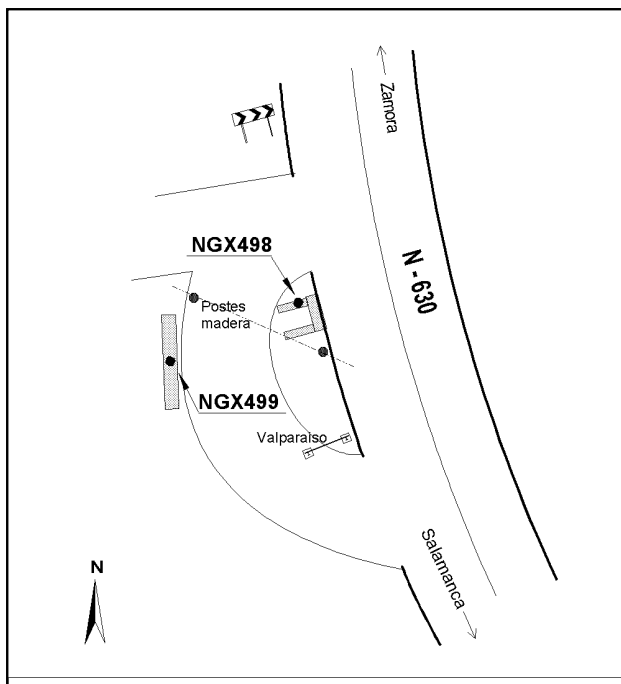 Zamora
NGX498
N - 630
Postes
madera
NGX499
Valparaiso
Salamanca
N